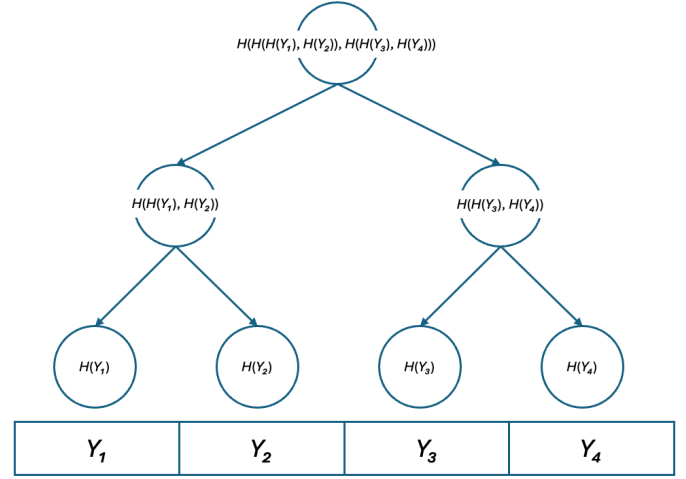 H(H(H(Y₁), H(Y₂)), H(H(Y₃), H(Y₄)))
H(H(Y₁), H(Y₂))
H(H(Y₃), H(Y₄))
H(Y₁)
H(Y₂)
H(Y₃)
H(Y₄)
Y₁
Y₂
Y₃
Y₄